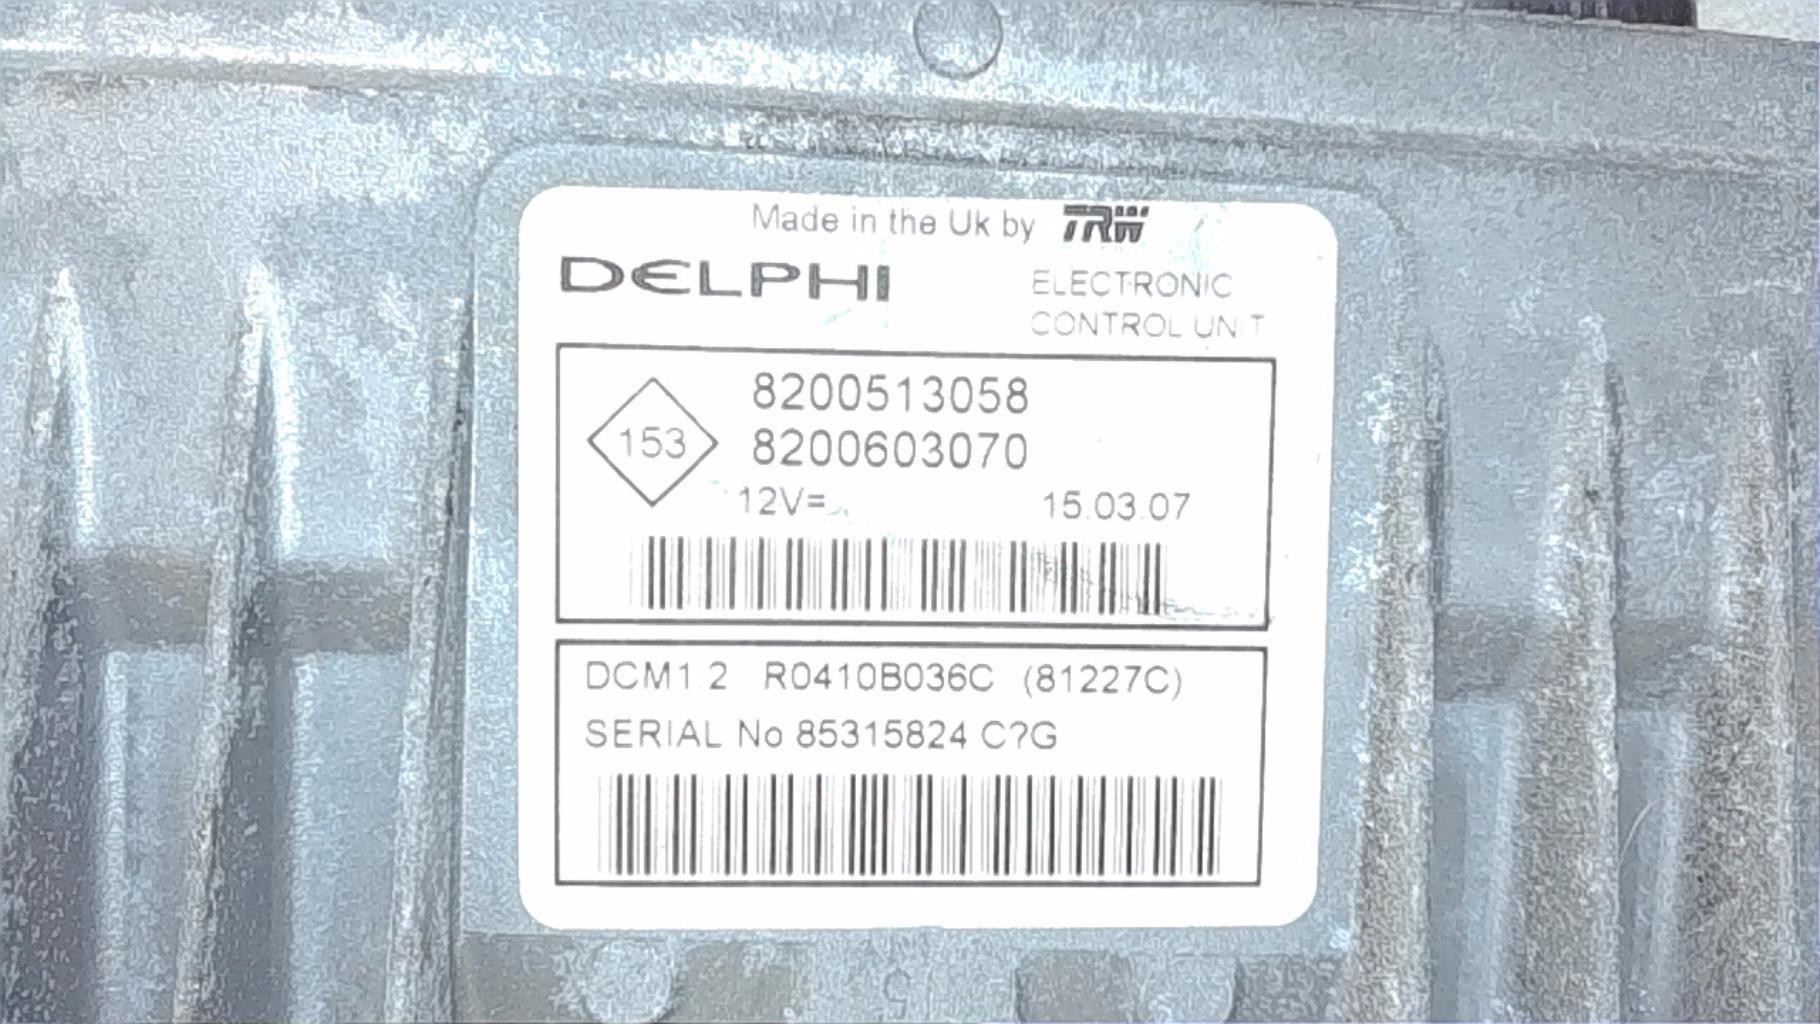 Made in the Uk by TRW
DELPHI
ELECTRONIC
CONTROL UNIT
153
8200513058
8200603070
12V=
15.03.07
DCM1.2 R0410B036C (81227C)
SERIAL No 85315824 C?G